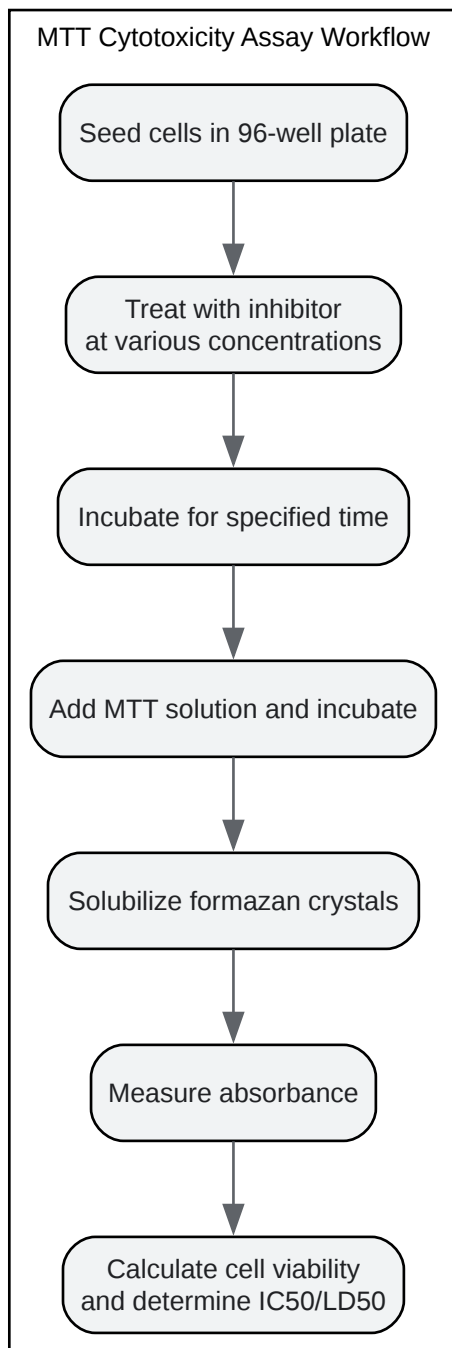 MTT Cytotoxicity Assay Workflow
Seed cells in 96-well plate
Treat with inhibitor
at various concentrations
Incubate for specified time
Add MTT solution and incubate
Solubilize formazan crystals
Measure absorbance
Calculate cell viability
and determine IC50/LD50